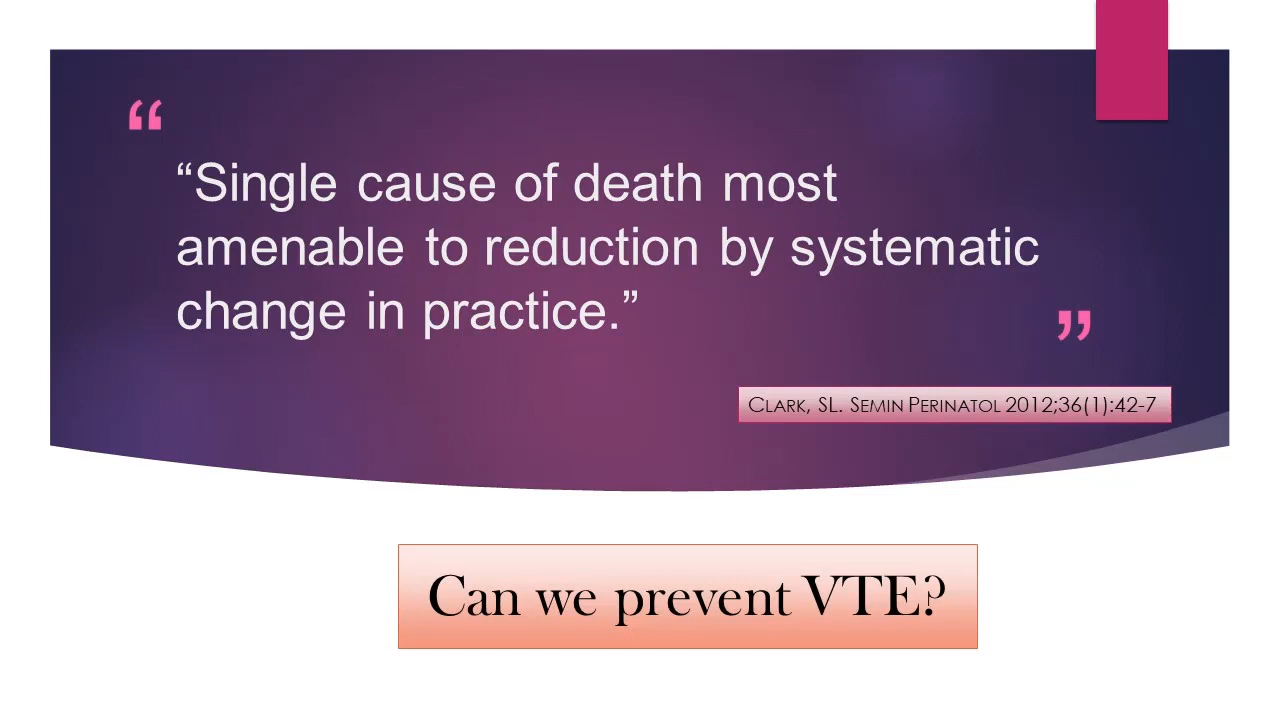 “
“Single cause of death most
amenable to reduction by systematic
change in practice.”
”
CLARK, SL. SEMIN PERINATOL 2012;36(1):42-7
Can we prevent VTE?